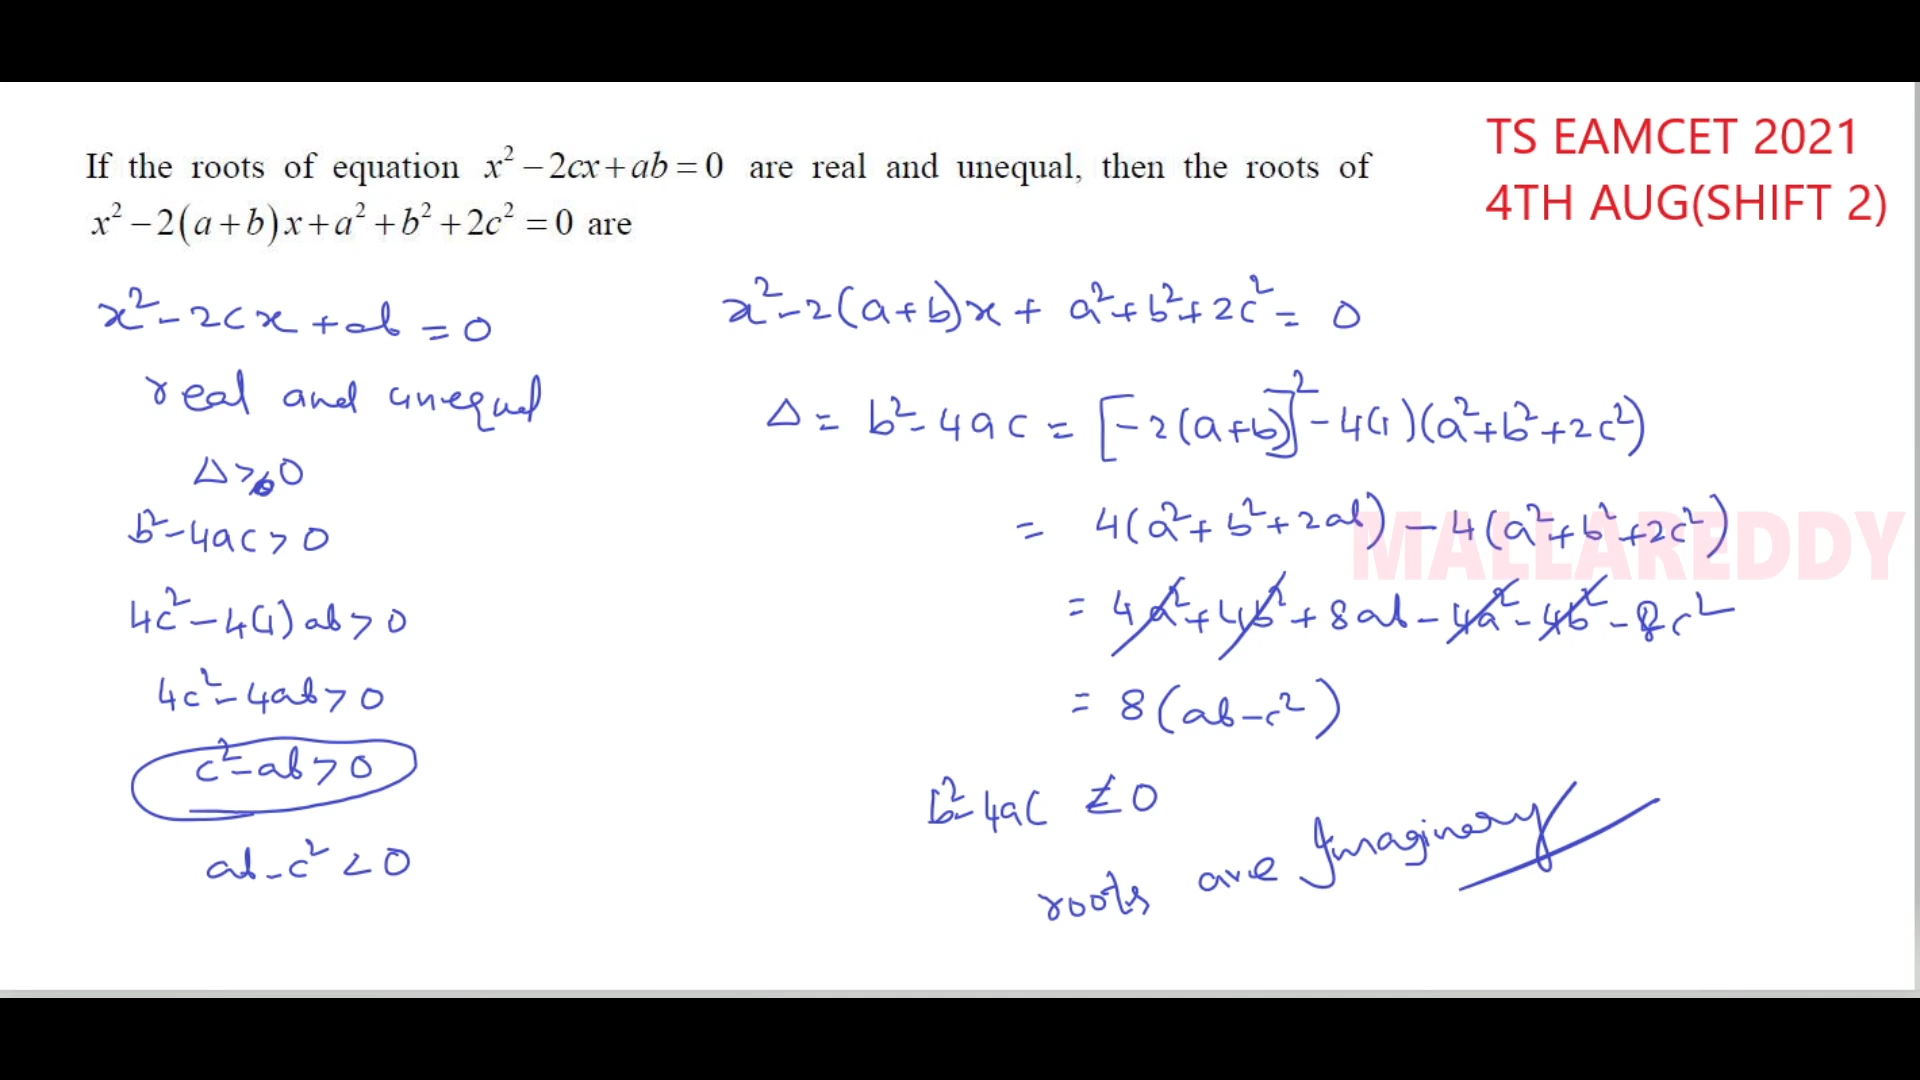 If the roots of equation x² − 2cx + ab = 0 are real and unequal, then the roots of
x² − 2(a + b)x + a² + b² + 2c² = 0 are
TS EAMCET 2021
4TH AUG(SHIFT 2)
x² - 2cx + ab = 0
real and unequal
Δ > 0
b² - 4ac > 0
4c² - 4(1) ab > 0
4c² - 4ab > 0
c² - ab > 0
ab - c² < 0
x² - 2(a+b)x + a² + b² + 2c² = 0
Δ = b² - 4ac = [-2(a+b)]² - 4(1)(a² + b² + 2c²)
= 4(a² + b² + 2ab) - 4(a² + b² + 2c²)
= 4a² + 4b² + 8ab - 4a² - 4b² - 8c²
= 8(ab - c²)
b² - 4ac < 0
roots are Imaginary
MALLAREDDY